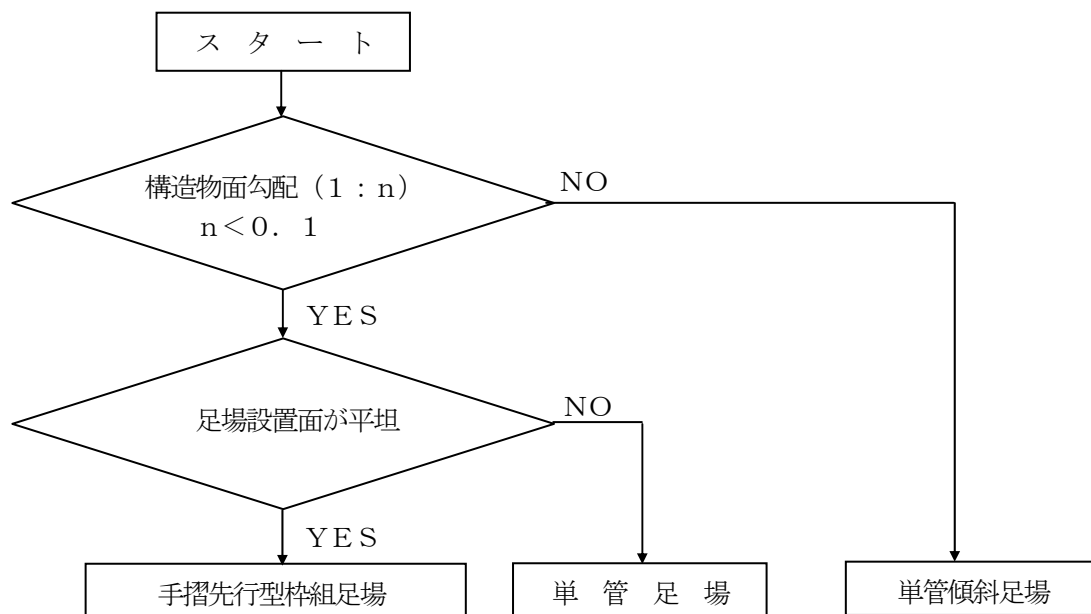 ス タ ー ト
構造物面勾配(1:n)
n<0.1
NO
YES
足場設置面が平坦
NO
YES
手摺先行型枠組足場
単 管 足 場
単管傾斜足場